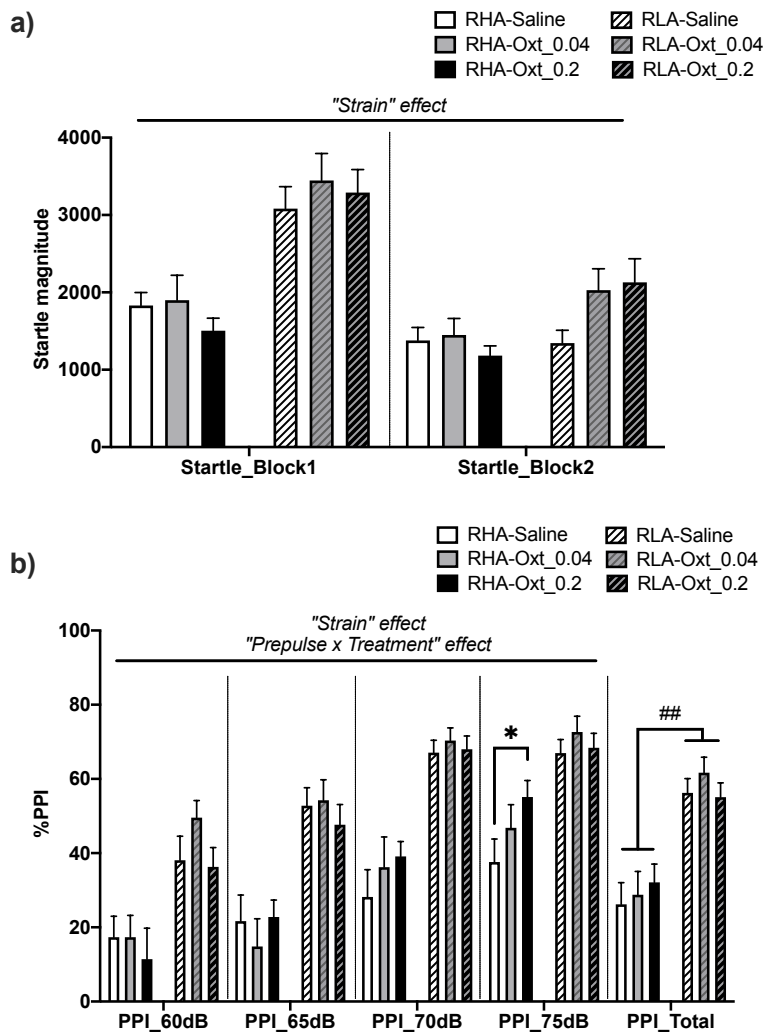 a)
RHA-Saline RLA-Saline
RHA-Oxt_0.04 RLA-Oxt_0.04
RHA-Oxt_0.2 RLA-Oxt_0.2
"Strain" effect
4000
3000
2000
1000
0
Startle magnitude
Startle_Block1 Startle_Block2
b)
RHA-Saline RLA-Saline
RHA-Oxt_0.04 RLA-Oxt_0.04
RHA-Oxt_0.2 RLA-Oxt_0.2
"Strain" effect
"Prepulse x Treatment" effect
100
80
60
40
20
0
%PPI
*
##
PPI_60dB PPI_65dB PPI_70dB PPI_75dB PPI_Total